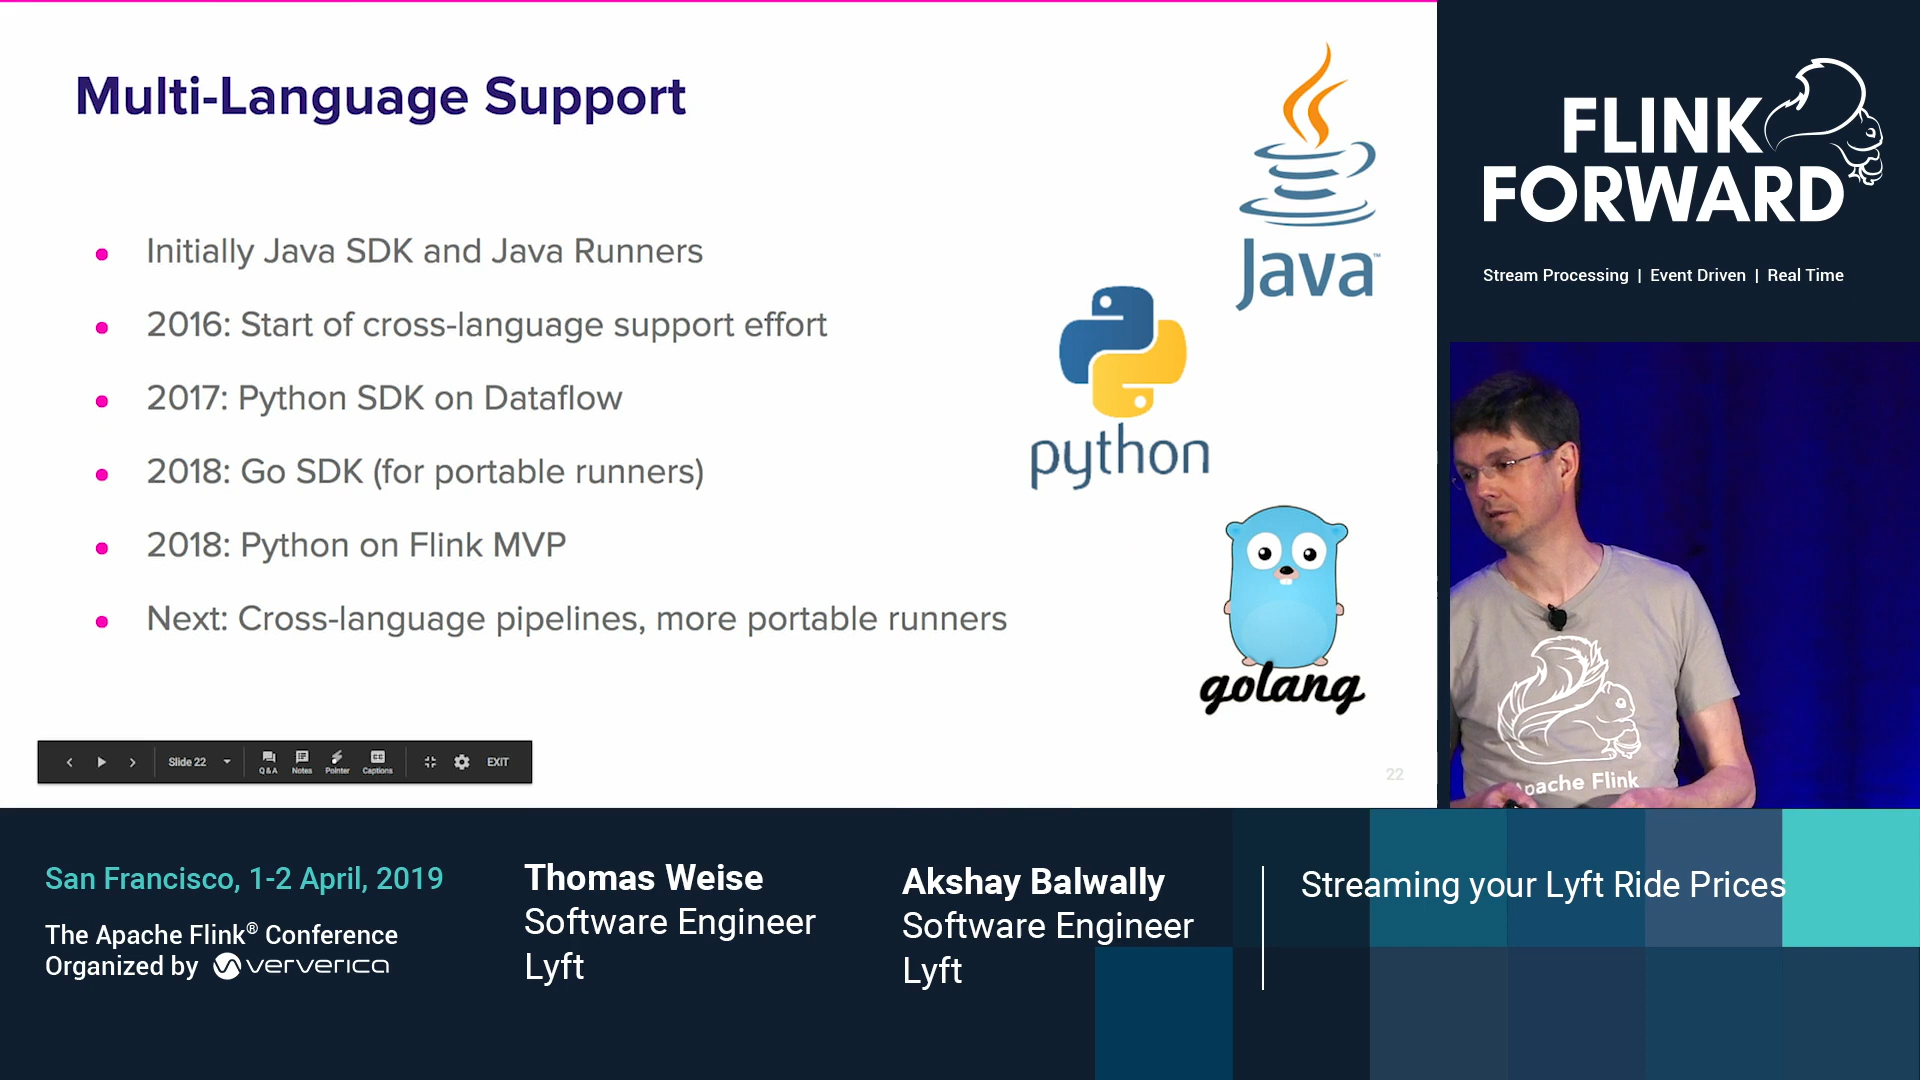 Multi-Language Support
Initially Java SDK and Java Runners
2016: Start of cross-language support effort
2017: Python SDK on Dataflow
2018: Go SDK (for portable runners)
2018: Python on Flink MVP
Next: Cross-language pipelines, more portable runners
Java™
python
golang
Slide 22
Q & A
Notes
Pointer
Captions
EXIT
22
FLINK
FORWARD
Stream Processing | Event Driven | Real Time
Apache Flink
San Francisco, 1-2 April, 2019
The Apache Flink® Conference
Organized by ververica
Thomas Weise
Software Engineer
Lyft
Akshay Balwally
Software Engineer
Lyft
Streaming your Lyft Ride Prices